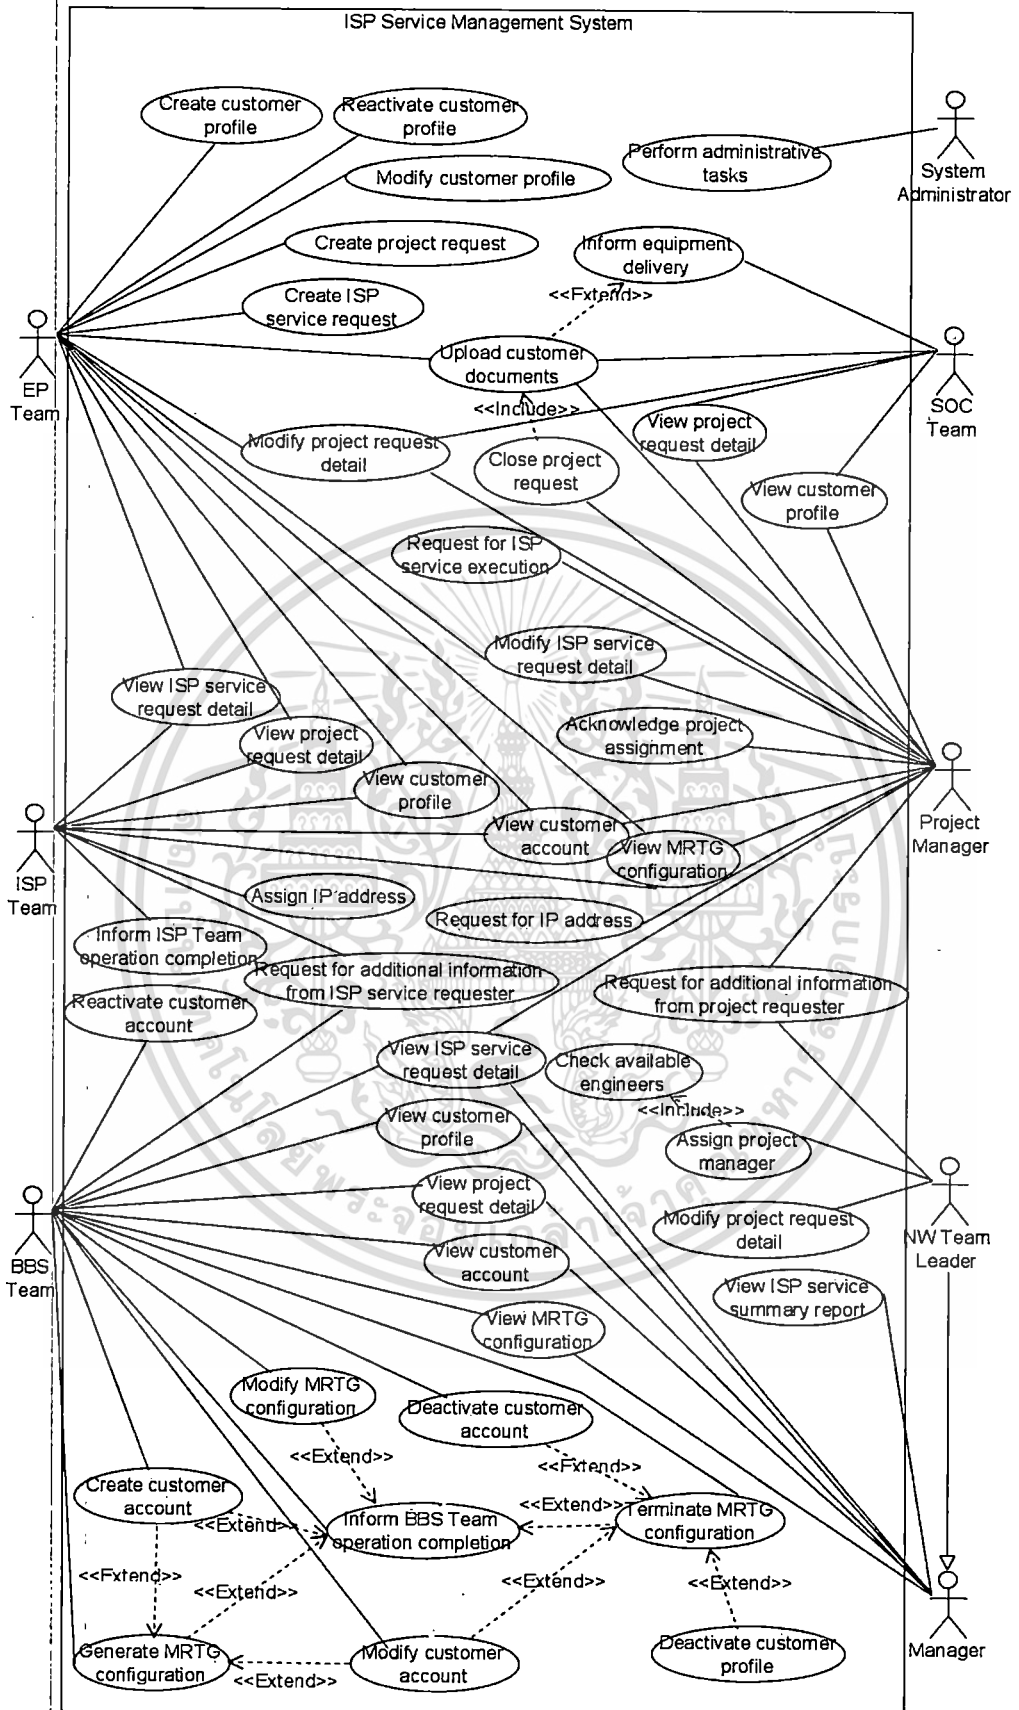 ISP Service Management System
Create customer
profile
Reactivate customer
profile
Modify customer profile
Perform administrative
tasks
System
Administrator
Create project request
Inform equipment
delivery
<<Extend>>
Create ISP
service request
EP
Team
Upload customer
documents
SOC
Team
<<Include>>
Modify project request
detail
Close project
request
View project
request detail
View customer
profile
Request for ISP
service execution
Modify ISP service
request detail
View ISP service
request detail
Acknowledge project
assignment
View project
request detail
View customer
profile
View customer
account
View MRTG
configuration
Project
Manager
ISP
Team
Assign IP address
Request for IP address
Inform ISP Team
operation completion
Request for additional information
from ISP service requester
Request for additional information
from project requester
Reactivate customer
account
View ISP service
request detail
Check available
engineers
<<Include>>
View customer
profile
Assign project
manager
View project
request detail
Modify project request
detail
NW Team
Leader
BBS
Team
View customer
account
View ISP service
summary report
View MRTG
configuration
Modify MRTG
configuration
Deactivate customer
account
<<Extend>>
<<Extend>>
Create customer
account
<<Extend>>
Inform BBS Team
operation completion
<<Extend>>
Terminate MRTG
configuration
<<Extend>>
<<Extend>>
<<Extend>>
<<Extend>>
Generate MRTG
configuration
<<Extend>>
Modify customer
account
Deactivate customer
profile
Manager